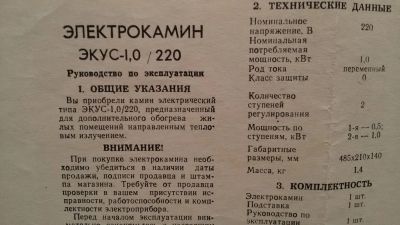 ЭЛЕКТРОКАМИН
ЭКУС-1,0 / 220
Руководство по эксплуатации
1. ОБЩИЕ УКАЗАНИЯ
Вы приобрели камин электрический
типа ЭКУС-1,0/220, предназначенный
для дополнительного обогрева жи-
лых помещений направленным тепло-
вым излучением.
ВНИМАНИЕ!
При покупке электрокамина необ-
ходимо убедиться в наличии даты
продажи, подписи продавца и штам-
па магазина. Требуйте от продавца
проверки в вашем присутствии ис-
правности, работоспособности и ком-
плектности электроприбора.
Перед началом эксплуатации вни-
2. ТЕХНИЧЕСКИЕ ДАННЫЕ
Номинальное
напряжение, В 220
Номинальная
потребляемая
мощность, кВт 1,0
Род тока переменный
Класс защиты 0
Количество
ступеней 2
регулирования
Мощность по 1-я — 0,5;
ступеням, кВт 2-я — 1,0
Габаритные
размеры, мм 485х210х140
Масса, кг 1,4
3. КОМПЛЕКТНОСТЬ
Электрокамин 1 шт.
Подставка 1 шт.
Руководство по
эксплуатации 1 шт.